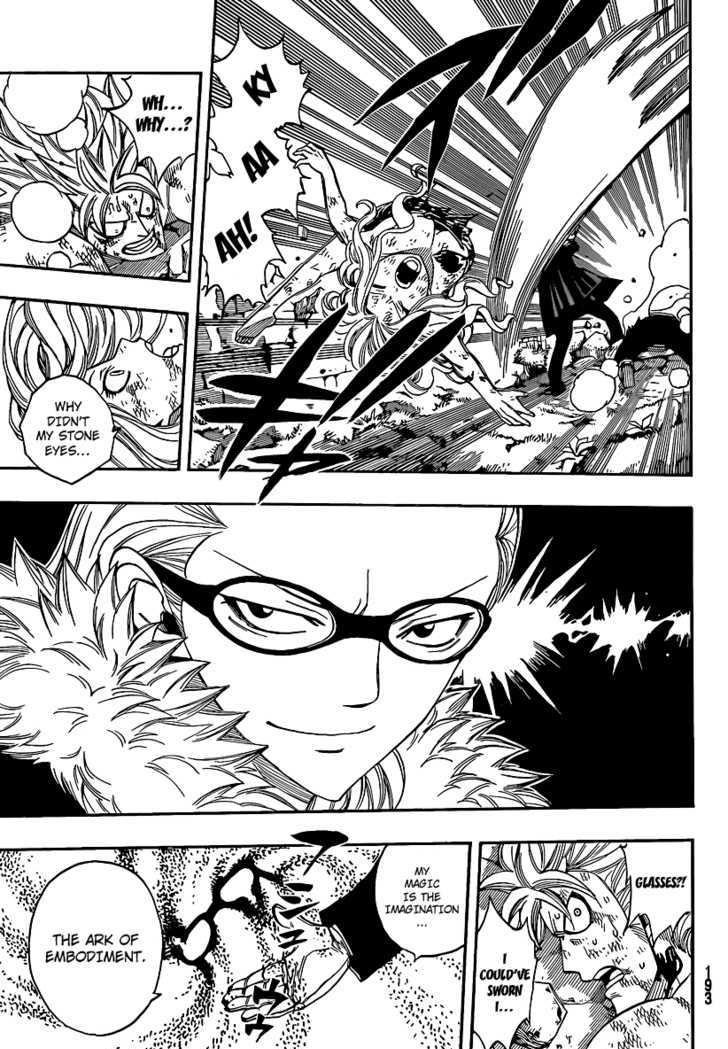 KY
AA
AH!
WH...
WHY...?
WHY
DIDN'T
MY STONE
EYES...
GLASSES?!
I
COULD'VE
SWORN
I...
MY
MAGIC
IS THE
IMAGINATION
...
THE ARK OF
EMBODIMENT.
193